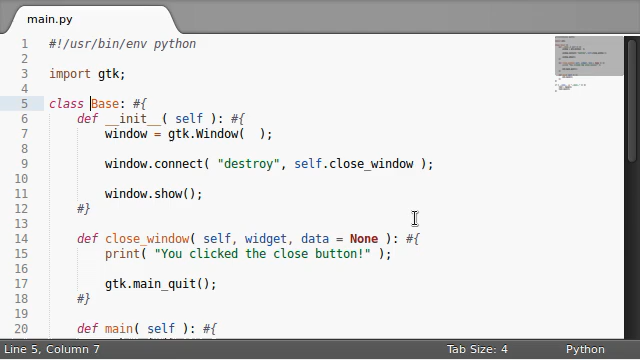 main.py
1 #!/usr/bin/env python
2
3 import gtk;
4
5 class Base: #{
6 def __init__( self ): #{
7 window = gtk.Window(  );
8
9 window.connect( "destroy", self.close_window );
10
11 window.show();
12 #}
13
14 def close_window( self, widget, data = None ): #{
15 print( "You clicked the close button!" );
16
17 gtk.main_quit();
18 #}
19
20 def main( self ): #{
Line 5, Column 7 Tab Size: 4 Python